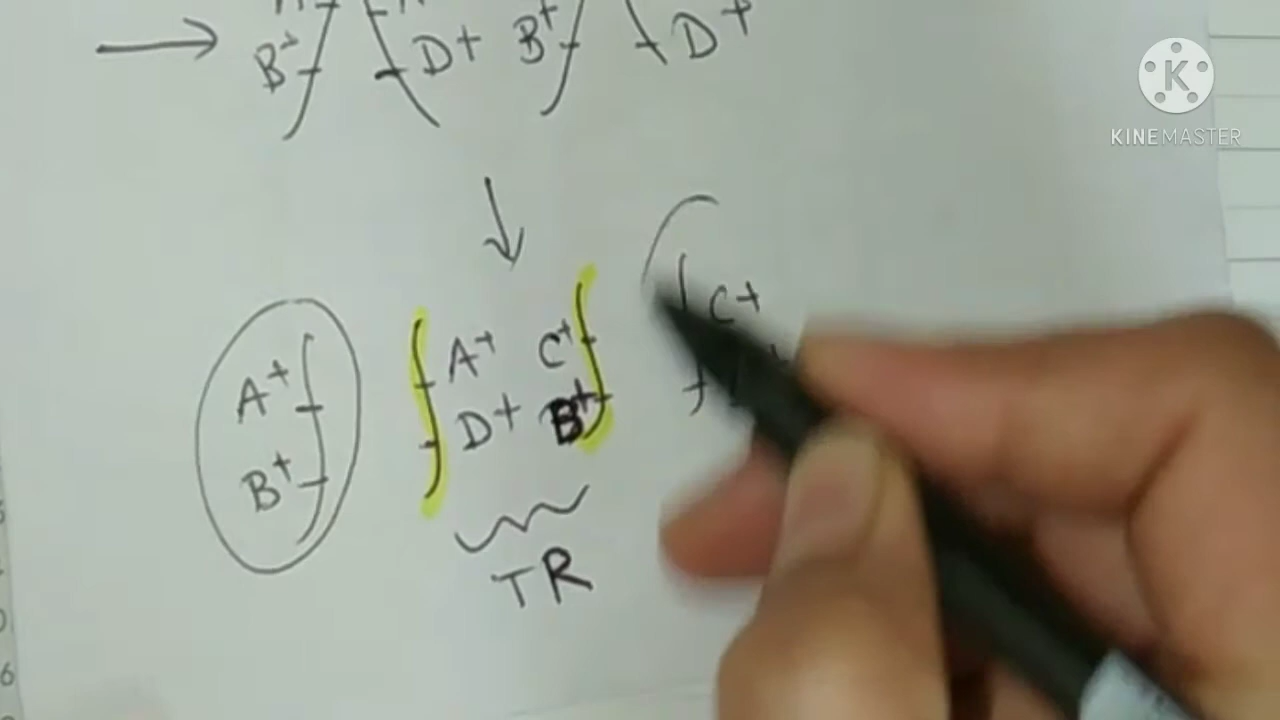 B+ D+ B+ D+
A+ A+ C+ C+
B+ D+ B+
TR
K
KINEMASTER